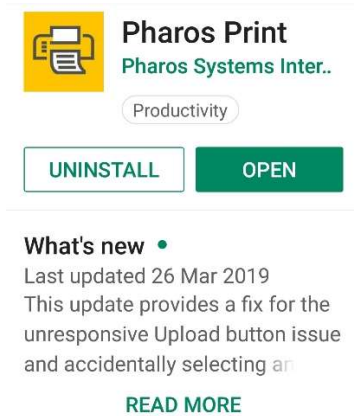 Pharos Print
Pharos Systems Inter..
Productivity
UNINSTALL
OPEN
What's new
Last updated 26 Mar 2019
This update provides a fix for the
unresponsive Upload button issue
and accidentally selecting
READ MORE